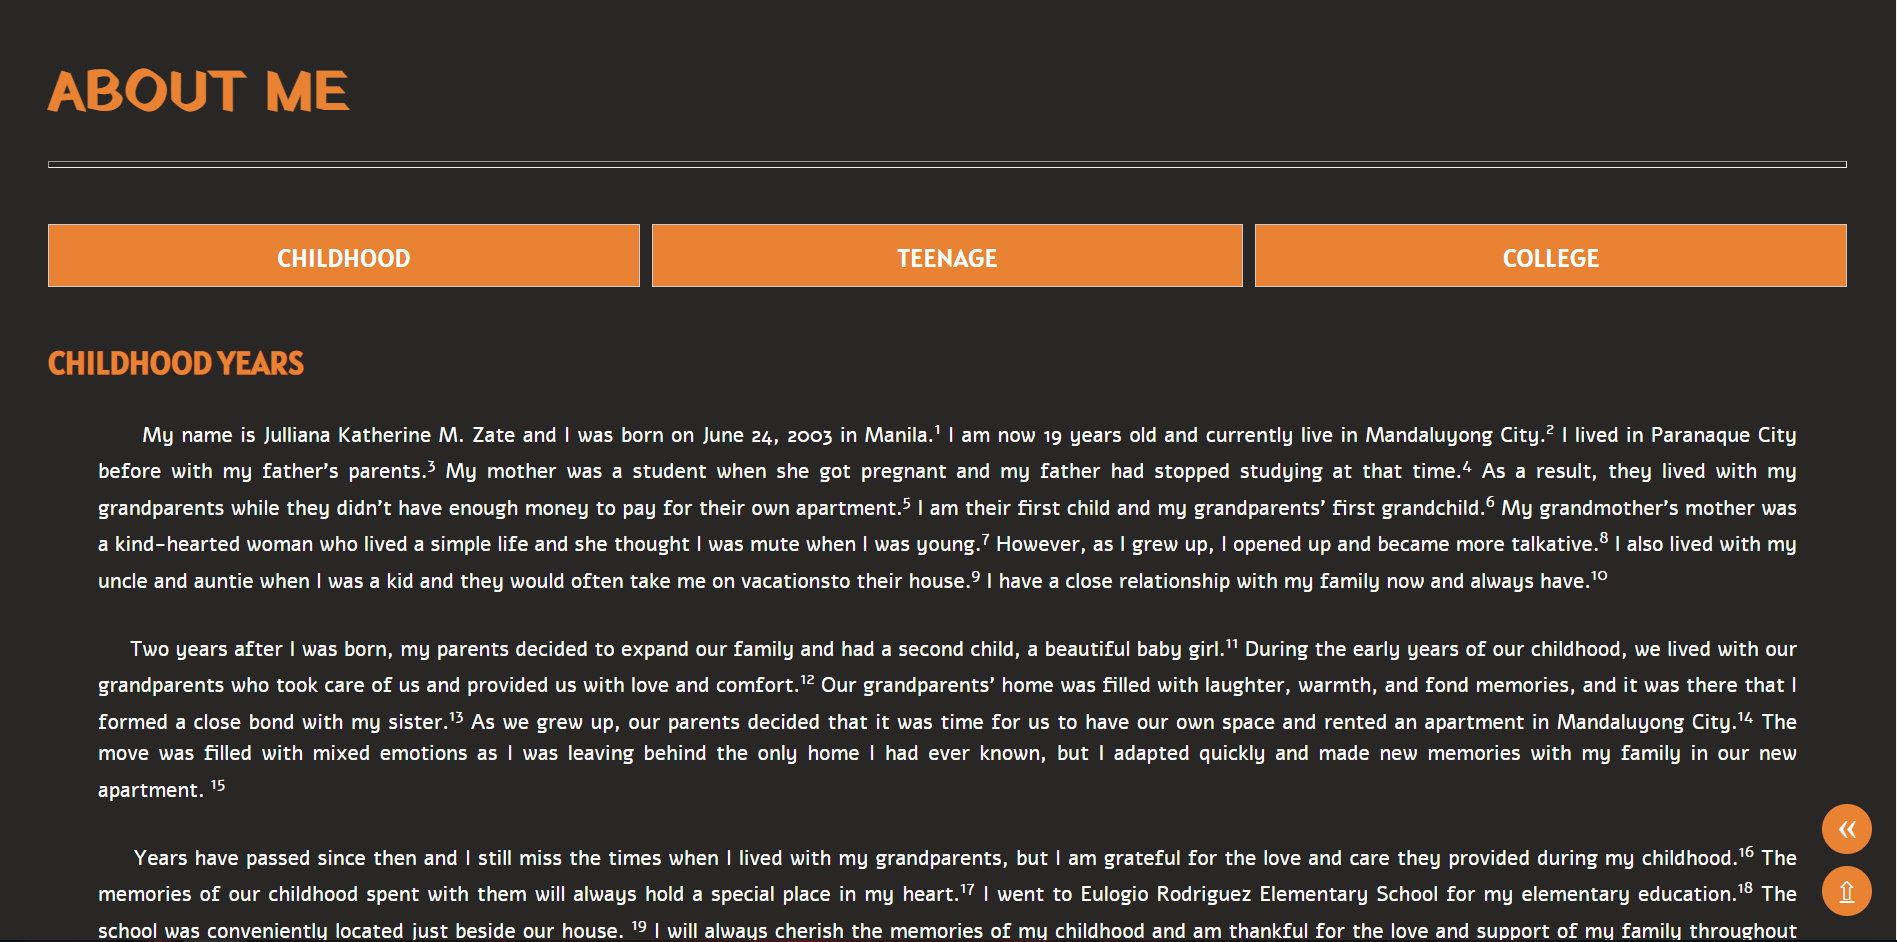 ABOUT ME
CHILDHOOD
TEENAGE
COLLEGE
CHILDHOOD YEARS
My name is Julliana Katherine M. Zate and I was born on June 24, 2003 in Manila.¹ I am now 19 years old and currently live in Mandaluyong City.² I lived in Paranaque City
before with my father's parents.³ My mother was a student when she got pregnant and my father had stopped studying at that time.⁴ As a result, they lived with my
grandparents while they didn't have enough money to pay for their own apartment.⁵ I am their first child and my grandparents' first grandchild.⁶ My grandmother's mother was
a kind-hearted woman who lived a simple life and she thought I was mute when I was young.⁷ However, as I grew up, I opened up and became more talkative.⁸ I also lived with my
uncle and auntie when I was a kid and they would often take me on vacationsto their house.⁹ I have a close relationship with my family now and always have.¹⁰
Two years after I was born, my parents decided to expand our family and had a second child, a beautiful baby girl.¹¹ During the early years of our childhood, we lived with our
grandparents who took care of us and provided us with love and comfort.¹² Our grandparents' home was filled with laughter, warmth, and fond memories, and it was there that I
formed a close bond with my sister.¹³ As we grew up, our parents decided that it was time for us to have our own space and rented an apartment in Mandaluyong City.¹⁴ The
move was filled with mixed emotions as I was leaving behind the only home I had ever known, but I adapted quickly and made new memories with my family in our new
apartment. ¹⁵
Years have passed since then and I still miss the times when I lived with my grandparents, but I am grateful for the love and care they provided during my childhood.¹⁶ The
memories of our childhood spent with them will always hold a special place in my heart.¹⁷ I went to Eulogio Rodriguez Elementary School for my elementary education.¹⁸ The
school was conveniently located just beside our house. ¹⁹ I will always cherish the memories of my childhood and am thankful for the love and support of my family throughout